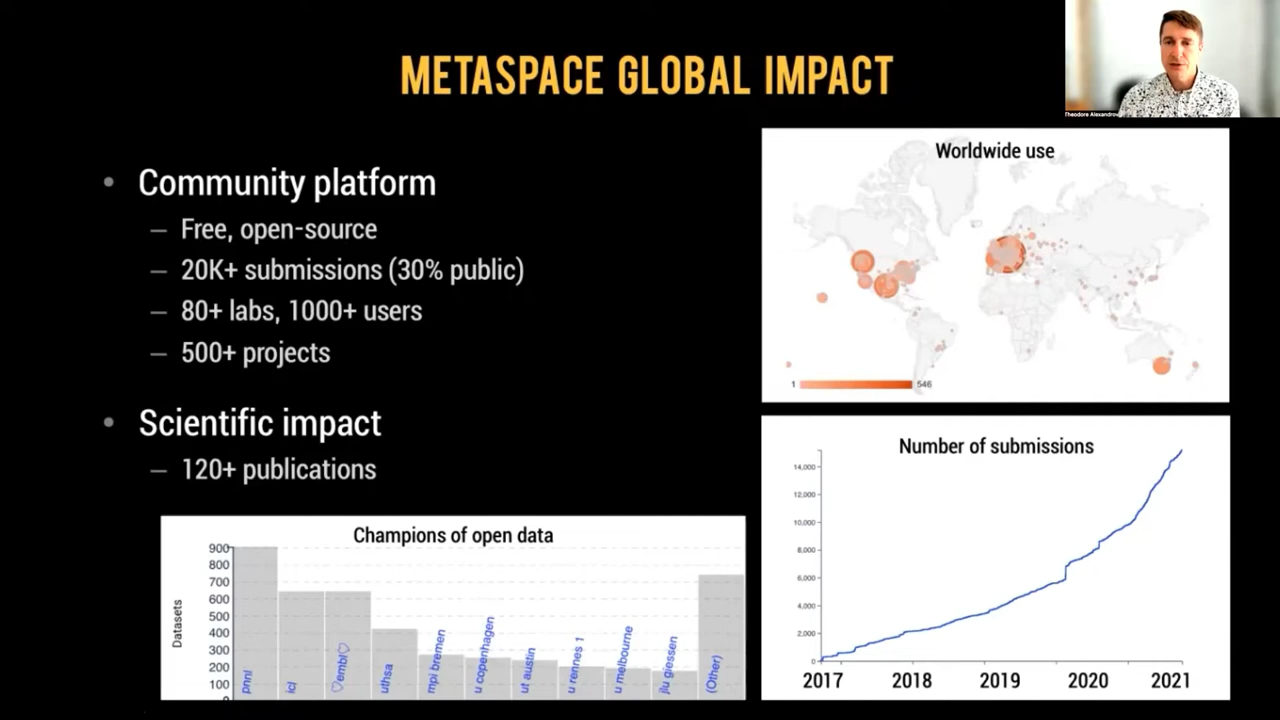 METASPACE GLOBAL IMPACT
Theodore Alexandrov
• Community platform
– Free, open-source
– 20K+ submissions (30% public)
– 80+ labs, 1000+ users
– 500+ projects
• Scientific impact
– 120+ publications
Champions of open data
Datasets
900
800
700
600
500
400
300
200
100
0
pnnl
icl
♡embl♡
uthsa
mpi bremen
u copenhagen
ut austin
u rennes 1
u melbourne
jlu giessen
(Other)
Worldwide use
1
546
Number of submissions
14,000
12,000
10,000
8,000
6,000
4,000
2,000
0
2017 2018 2019 2020 2021